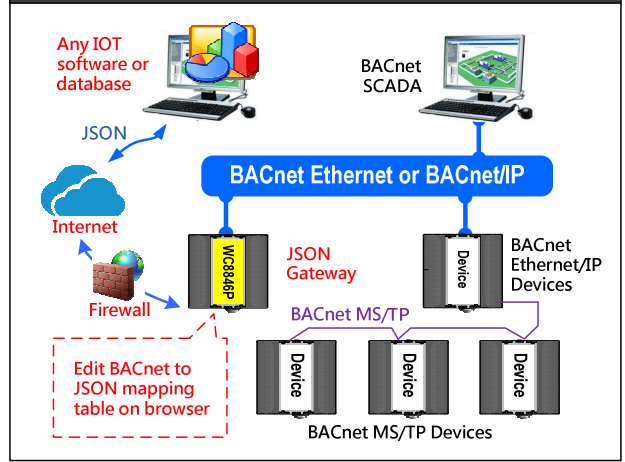 Any IOT
software or
database
BACnet
SCADA
JSON
BACnet Ethernet or BACnet/IP
Internet
WC8846P
JSON
Gateway
Device
BACnet
Ethernet/IP
Devices
Firewall
BACnet MS/TP
Edit BACnet to
JSON mapping
table on browser
Device
Device
Device
BACnet MS/TP Devices